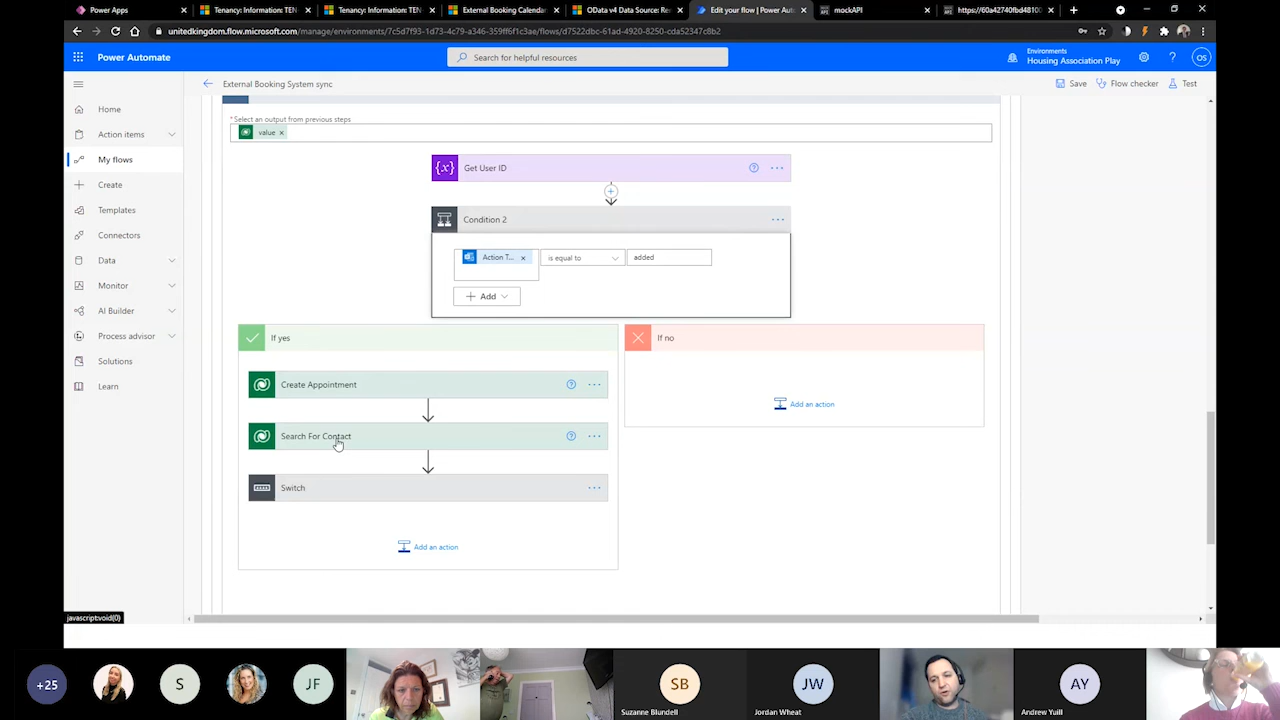 Power Apps
Tenancy: Information: TEN
Tenancy: Information: TEN
External Booking Calendar
OData v4 Data Source: Re
Edit your flow | Power Auto
mockAPI
https://60a42740fbd48100
unitedkingdom.flow.microsoft.com/manage/environments/7c5d7f93-1d73-4c79-a346-359ff6f1c3ea/flows/d7522dbc-61ad-4920-8250-cda52347c8b2
Power Automate
Search for helpful resources
Environments
Housing Association Play
OS
External Booking System sync
Save
Flow checker
Test
Home
Action items
My flows
Create
Templates
Connectors
Data
Monitor
AI Builder
Process advisor
Solutions
Learn
* Select an output from previous steps
value
Get User ID
Condition 2
Action T...
is equal to
added
Add
If yes
If no
Create Appointment
Add an action
Search For Contact
Switch
Add an action
javascript:void(0)
+25
S
JF
SB
JW
AY
Suzanne Blundell
Jordan Wheat
Andrew Yuill